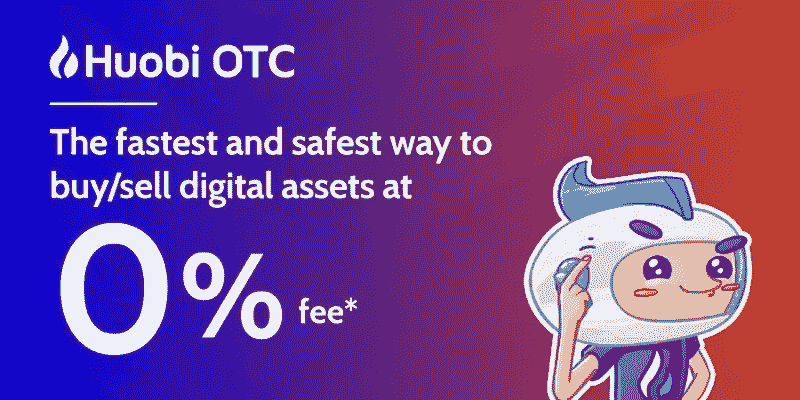 Huobi OTC
The fastest and safest way to
buy/sell digital assets at
0% fee*